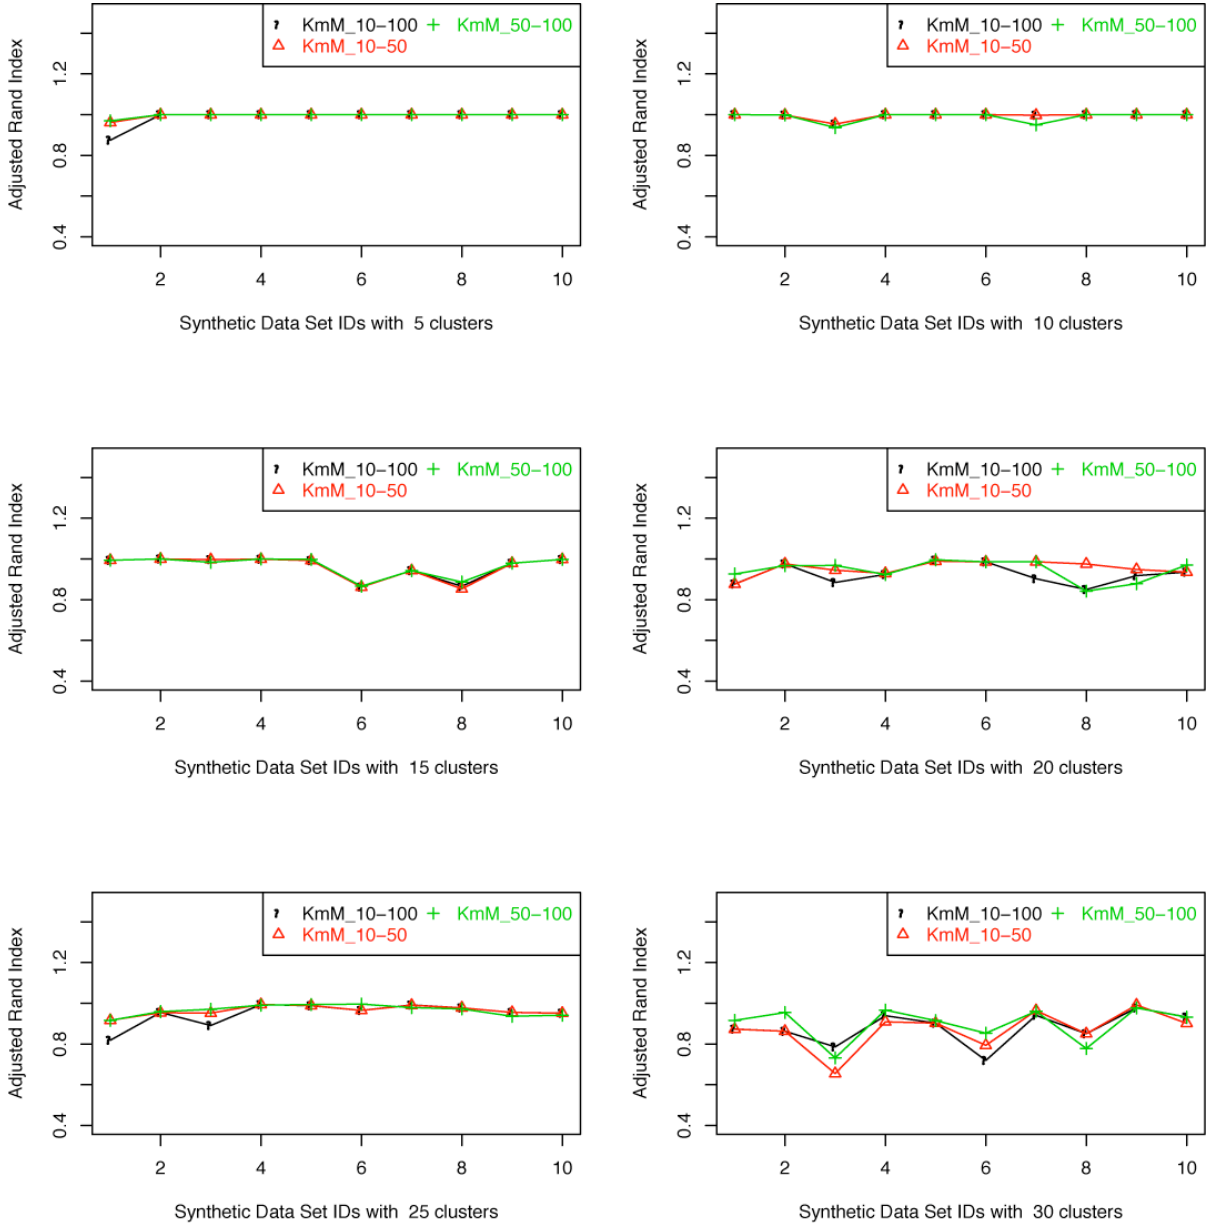 KmM_10-100 KmM_50-100
KmM_10-50
Adjusted Rand Index
1.2
0.8
0.4
2 4 6 8 10
Synthetic Data Set IDs with 5 clusters
KmM_10-100 KmM_50-100
KmM_10-50
Adjusted Rand Index
1.2
0.8
0.4
2 4 6 8 10
Synthetic Data Set IDs with 10 clusters
KmM_10-100 KmM_50-100
KmM_10-50
Adjusted Rand Index
1.2
0.8
0.4
2 4 6 8 10
Synthetic Data Set IDs with 15 clusters
KmM_10-100 KmM_50-100
KmM_10-50
Adjusted Rand Index
1.2
0.8
0.4
2 4 6 8 10
Synthetic Data Set IDs with 20 clusters
KmM_10-100 KmM_50-100
KmM_10-50
Adjusted Rand Index
1.2
0.8
0.4
2 4 6 8 10
Synthetic Data Set IDs with 25 clusters
KmM_10-100 KmM_50-100
KmM_10-50
Adjusted Rand Index
1.2
0.8
0.4
2 4 6 8 10
Synthetic Data Set IDs with 30 clusters